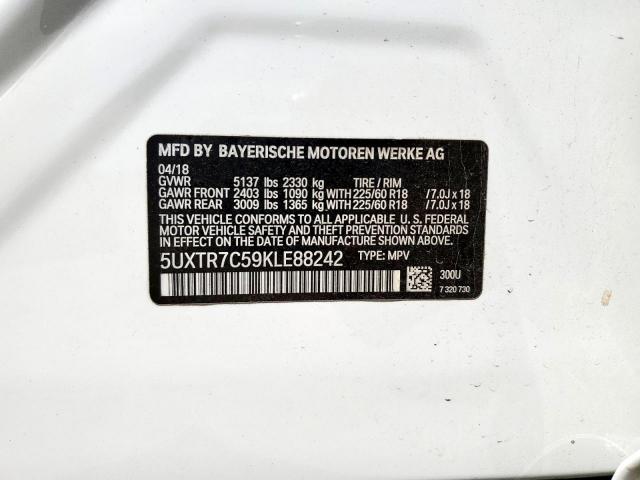 MFD BY BAYERISCHE MOTOREN WERKE AG
04/18
GVWR 5137 lbs 2330 kg TIRE / RIM
GAWR FRONT 2403 lbs 1090 kg WITH 225/60 R18 /7.0J x 18
GAWR REAR 3009 lbs 1365 kg WITH 225/60 R18 /7.0J x 18
THIS VEHICLE CONFORMS TO ALL APPLICABLE U. S. FEDERAL
MOTOR VEHICLE SAFETY AND THEFT PREVENTION
STANDARDS IN EFFECT ON THE DATE OF MANUFACTURE SHOWN ABOVE.
5UXTR7C59KLE88242 TYPE: MPV
300U
7 320 730